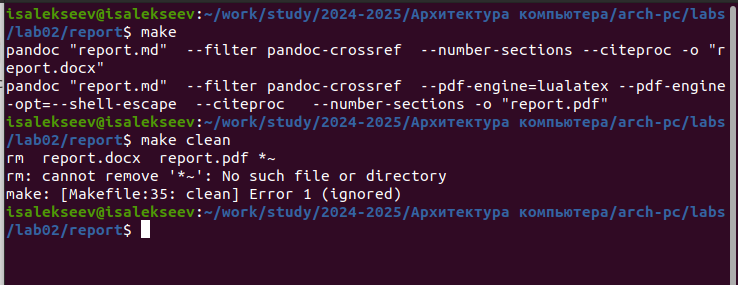 isalekseev@isalekseev:~/work/study/2024-2025/Архитектура компьютера/arch-pc/labs
/lab02/report$ make
pandoc "report.md"  --filter pandoc-crossref  --number-sections --citeproc -o "r
eport.docx"
pandoc "report.md"  --filter pandoc-crossref  --pdf-engine=lualatex --pdf-engine
-opt=--shell-escape  --citeproc   --number-sections -o "report.pdf"
isalekseev@isalekseev:~/work/study/2024-2025/Архитектура компьютера/arch-pc/labs
/lab02/report$ make clean
rm  report.docx  report.pdf *~
rm: cannot remove '*~': No such file or directory
make: [Makefile:35: clean] Error 1 (ignored)
isalekseev@isalekseev:~/work/study/2024-2025/Архитектура компьютера/arch-pc/labs
/lab02/report$